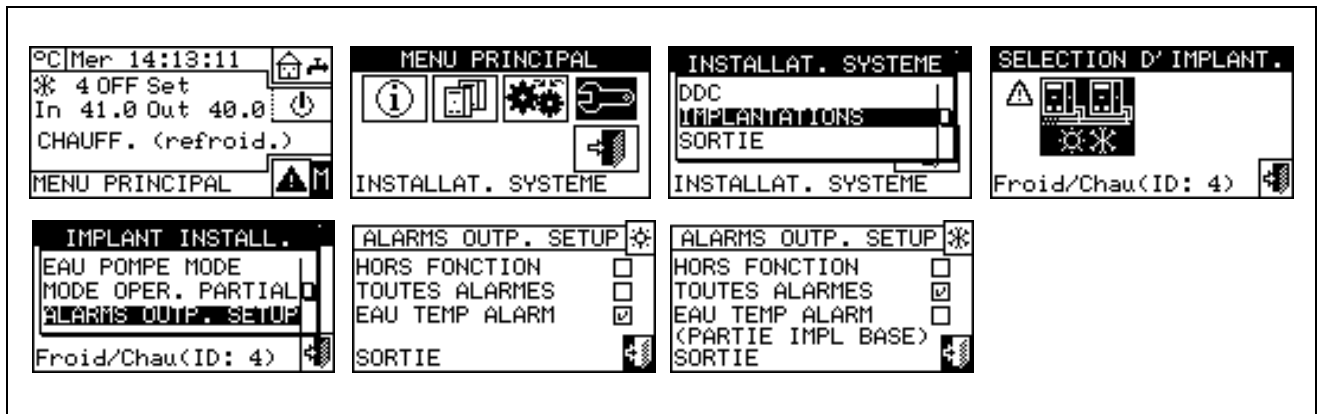 °C Mer 14:13:11
4 OFF Set
In 41.0 Out 40.0
CHAUFF. (refroid.)
MENU PRINCIPAL M
MENU PRINCIPAL
INSTALLAT. SYSTEME
INSTALLAT. SYSTEME
DDC
IMPLANTATIONS
SORTIE
INSTALLAT. SYSTEME
SELECTION D'IMPLANT.
Froid/Chau(ID: 4)
IMPLANT INSTALL.
EAU POMPE MODE
MODE OPER. PARTIAL
ALARMS OUTP. SETUP
Froid/Chau(ID: 4)
ALARMS OUTP. SETUP
HORS FONCTION
TOUTES ALARMES
EAU TEMP ALARM
SORTIE
ALARMS OUTP. SETUP
HORS FONCTION
TOUTES ALARMES
EAU TEMP ALARM
(PARTIE IMPL BASE)
SORTIE